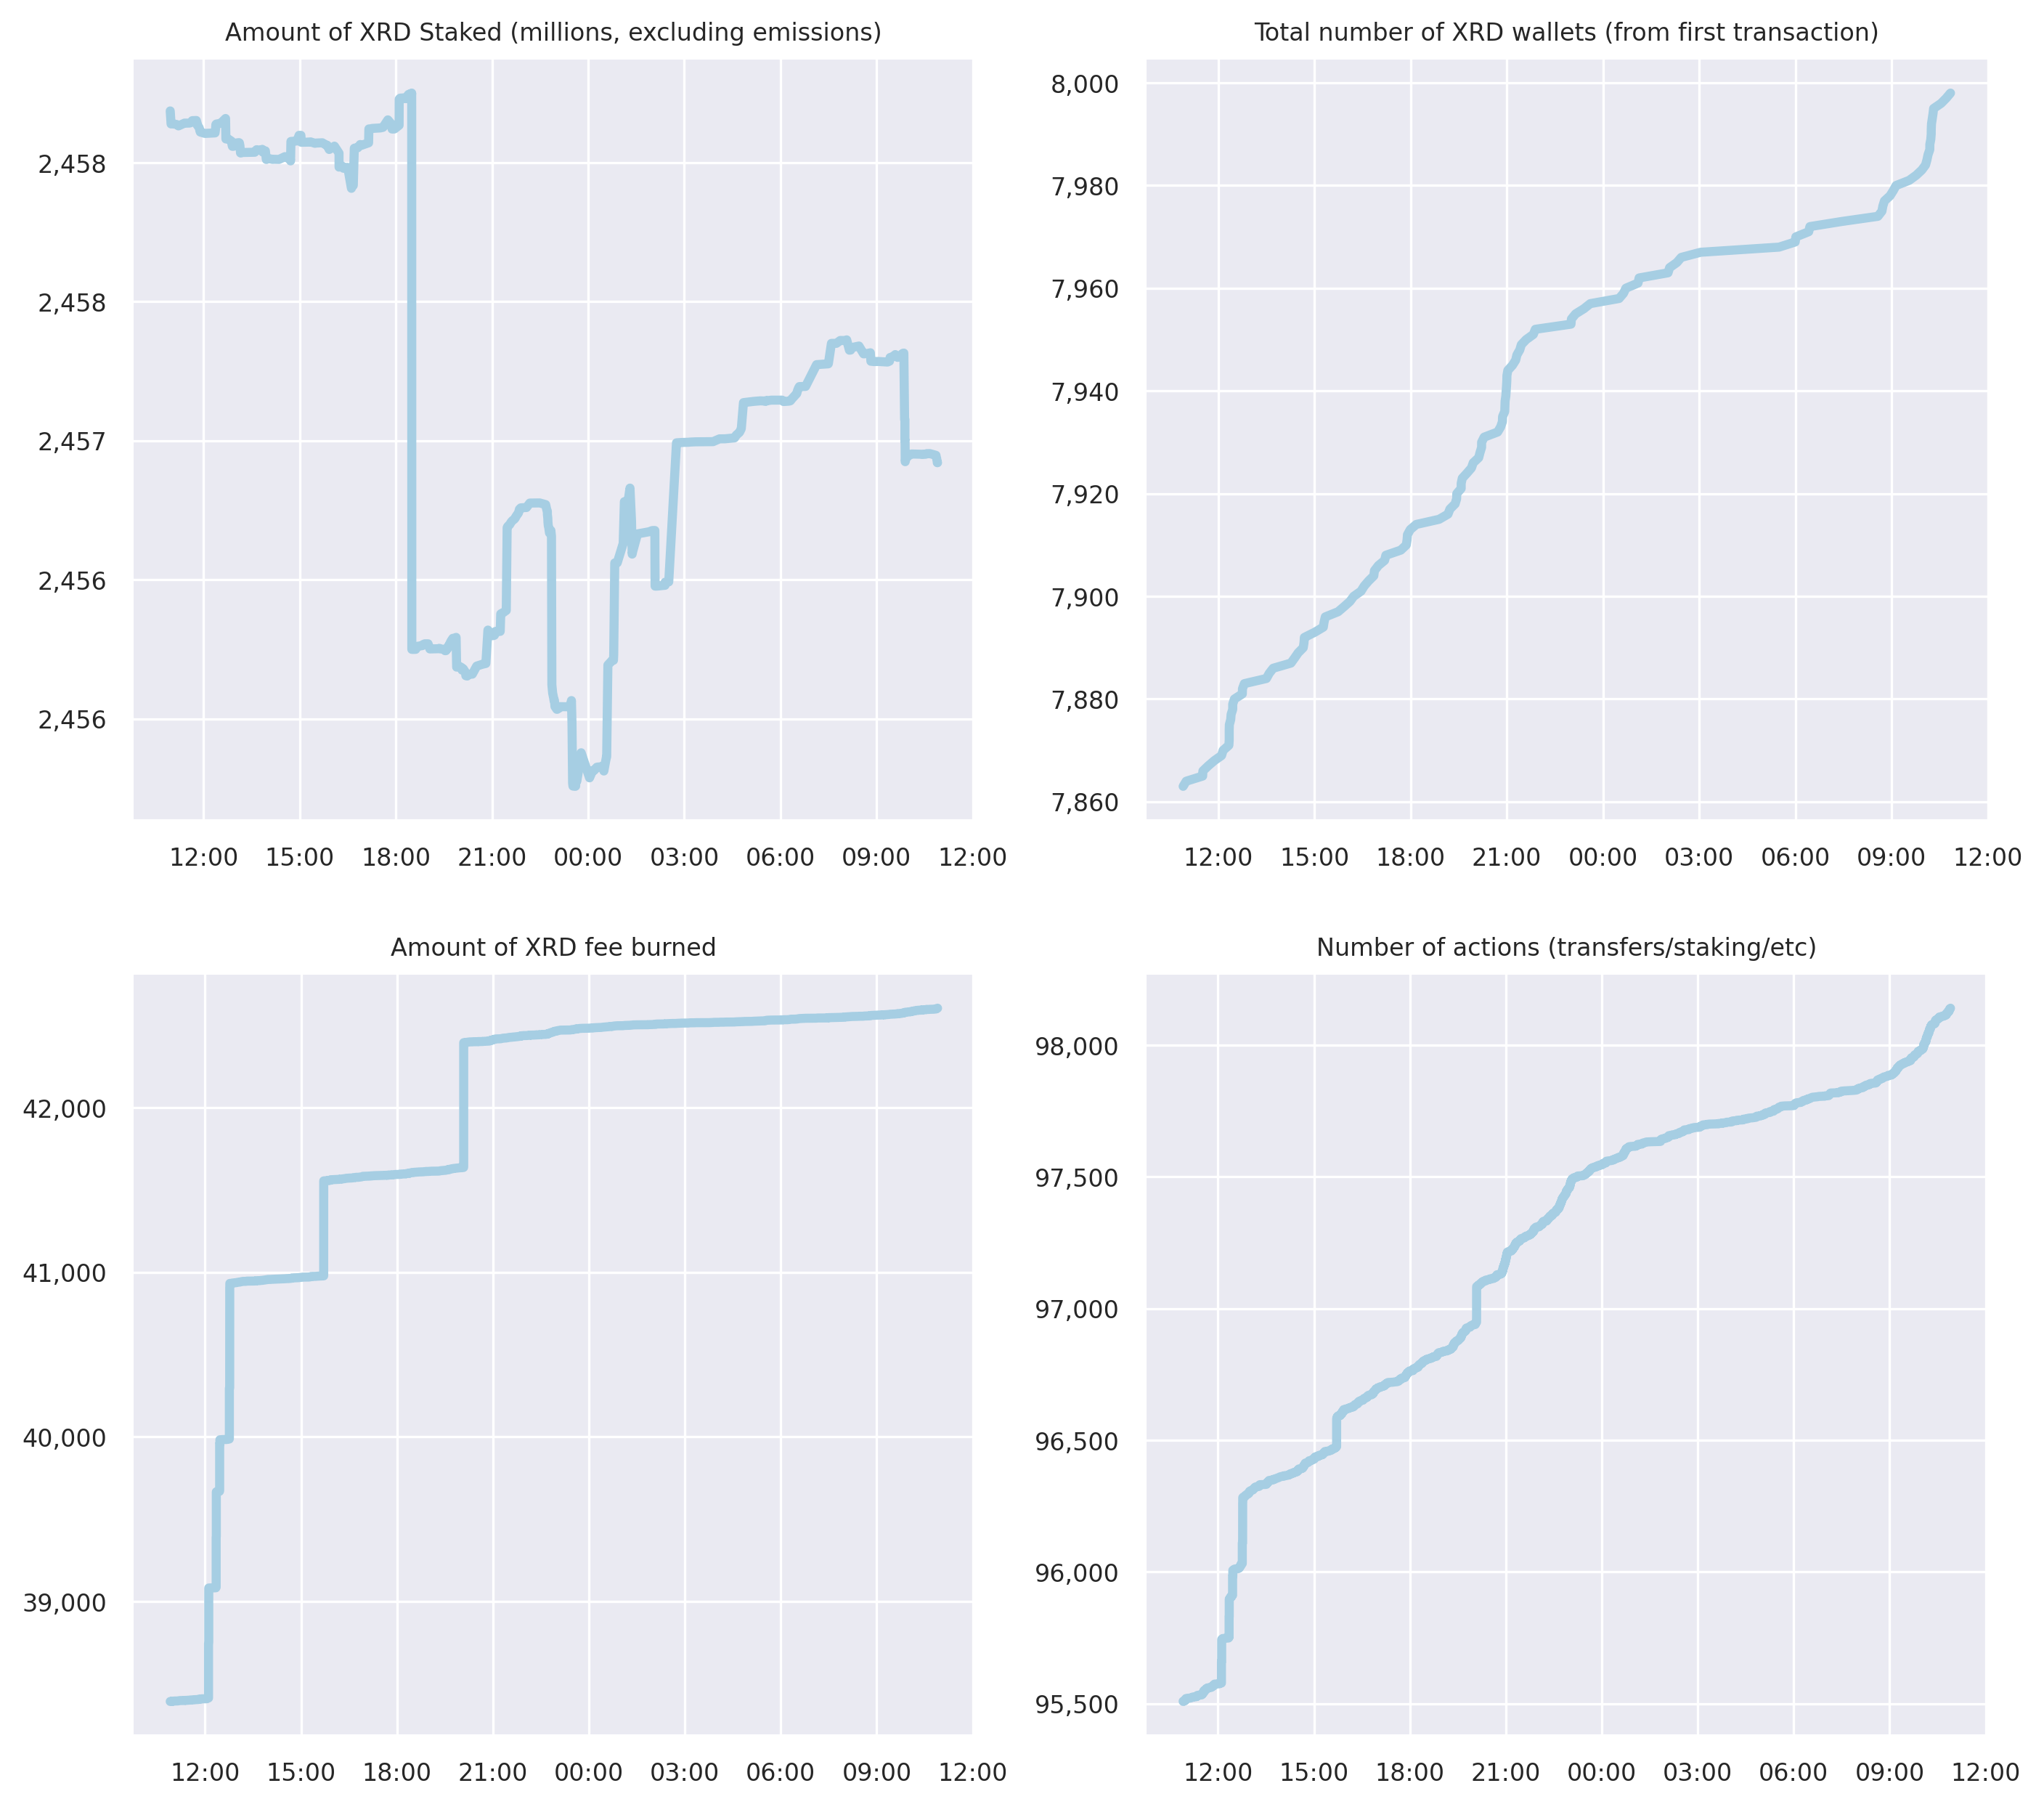 Amount of XRD Staked (millions, excluding emissions)
2,458
2,458
2,457
2,456
2,456
12:00 15:00 18:00 21:00 00:00 03:00 06:00 09:00 12:00
Total number of XRD wallets (from first transaction)
8,000
7,980
7,960
7,940
7,920
7,900
7,880
7,860
12:00 15:00 18:00 21:00 00:00 03:00 06:00 09:00 12:00
Amount of XRD fee burned
42,000
41,000
40,000
39,000
12:00 15:00 18:00 21:00 00:00 03:00 06:00 09:00 12:00
Number of actions (transfers/staking/etc)
98,000
97,500
97,000
96,500
96,000
95,500
12:00 15:00 18:00 21:00 00:00 03:00 06:00 09:00 12:00